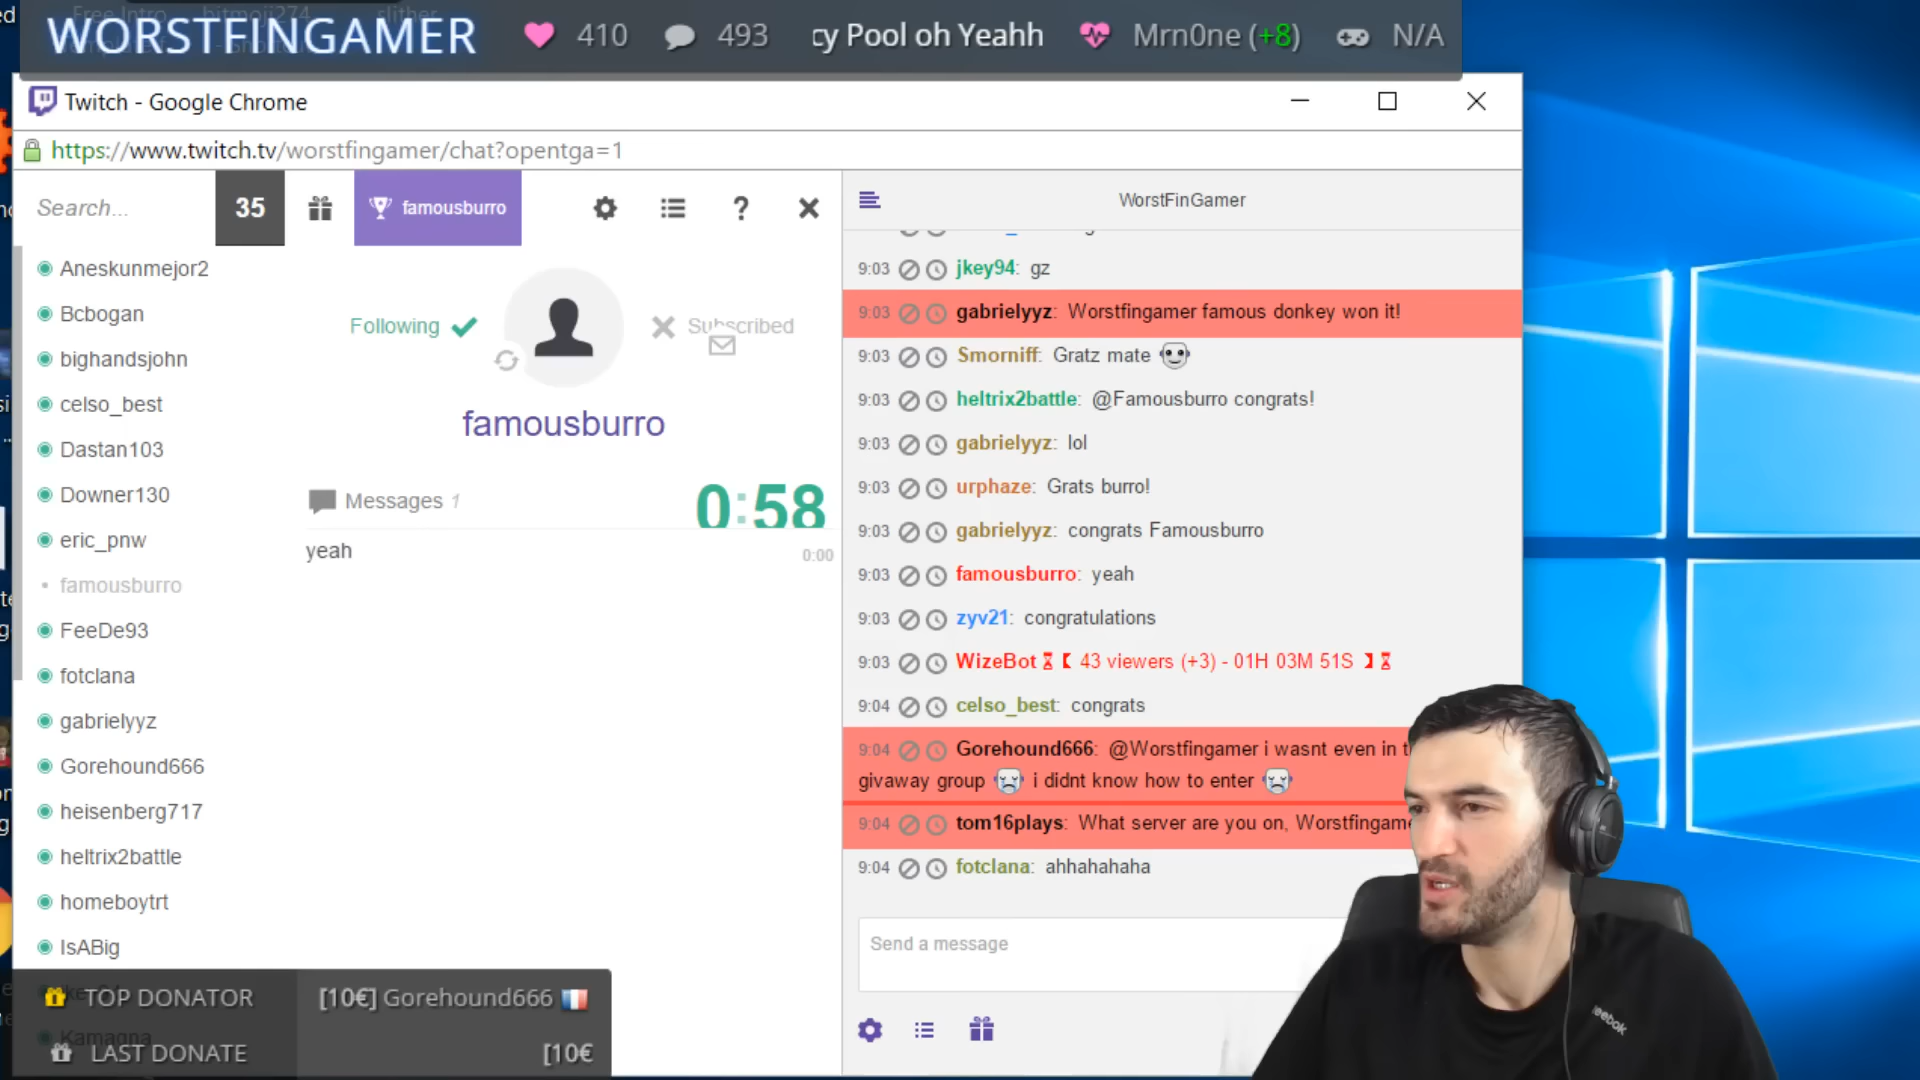 WORSTFINGAMER 410 493 cy Pool oh Yeahh Mrn0ne (+8) N/A
Twitch - Google Chrome
https://www.twitch.tv/worstfingamer/chat?opentga=1
Search... 35 famousburro ?
WorstFinGamer
Aneskunmejor2
Bcbogan
bighandsjohn
celso_best
Dastan103
Downer130
eric_pnw
famousburro
FeeDe93
fotclana
gabrielyyz
Gorehound666
heisenberg717
heltrix2battle
homeboytrt
IsABig
Kamagna
Following Subscribed
famousburro
Messages 1 0:58
yeah 0:00
9:03 jkey94: gz
9:03 gabrielyyz: Worstfingamer famous donkey won it!
9:03 Smorniff: Gratz mate
9:03 heltrix2battle: @Famousburro congrats!
9:03 gabrielyyz: lol
9:03 urphaze: Grats burro!
9:03 gabrielyyz: congrats Famousburro
9:03 famousburro: yeah
9:03 zyv21: congratulations
9:03 WizeBot 【 43 viewers (+3) - 01H 03M 51S 】
9:04 celso_best: congrats
9:04 Gorehound666: @Worstfingamer i wasnt even in
givaway group i didnt know how to enter
9:04 tom16plays: What server are you on, Worstfingame
9:04 fotclana: ahhahahaha
Send a message
TOP DONATOR [10€] Gorehound666
LAST DONATE [10€
Reebok